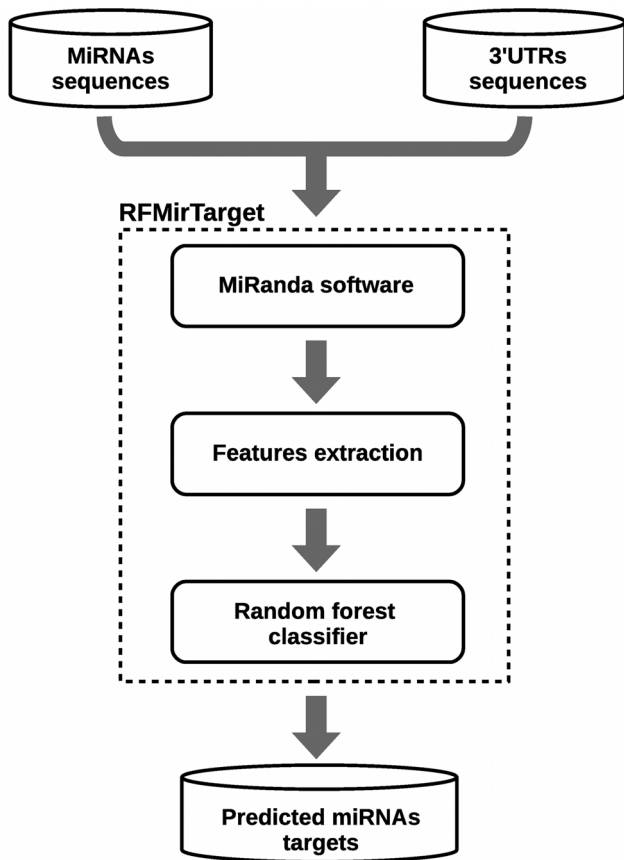 MiRNAs
sequences
3'UTRs
sequences
RFMirTarget
MiRanda software
Features extraction
Random forest
classifier
Predicted miRNAs
targets